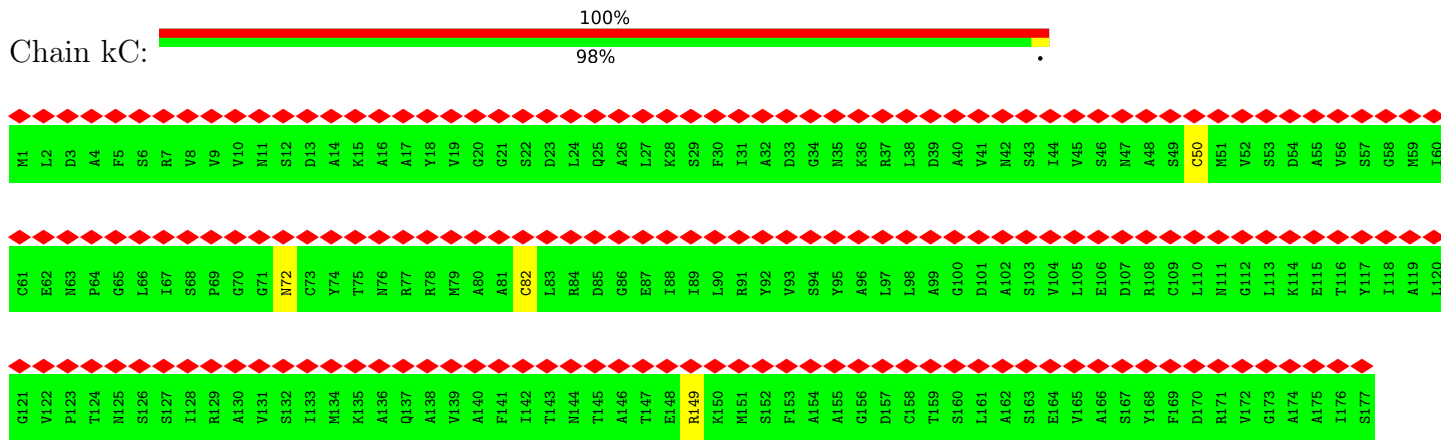 100%
Chain kC:
98% .
M1 L2 D3 A4 F5 S6 R7 V8 V9 V10 N11 S12 D13 A14 K15 A16 A17 Y18 V19 G20 G21 S22 D23 L24 Q25 A26 L27 K28 S29 F30 I31 A32 D33 G34 N35 K36 R37 L38 D39 A40 V41 N42 S43 I44 V45 S46 N47 A48 S49 C50 M51 V52 S53 D54 A55 V56 S57 G58 M59 I60
C61 E62 N63 P64 G65 L66 I67 S68 P69 G70 G71 N72 C73 Y74 T75 N76 R77 R78 M79 A80 A81 C82 L83 R84 D85 G86 E87 I88 I89 L90 R91 Y92 V93 S94 Y95 A96 L97 L98 A99 G100 D101 A102 S103 V104 L105 E106 D107 R108 C109 L110 N111 G112 L113 K114 E115 T116 Y117 I118 A119 L120
G121 V122 P123 T124 N125 S126 S127 I128 R129 A130 V131 S132 I133 M134 K135 A136 Q137 A138 V139 A140 F141 I142 T143 N144 T145 A146 T147 E148 R149 K150 M151 S152 F153 A154 A155 G156 D157 C158 T159 S160 L161 A162 S163 E164 V165 A166 S167 Y168 F169 D170 R171 V172 G173 A174 A175 I176 S177